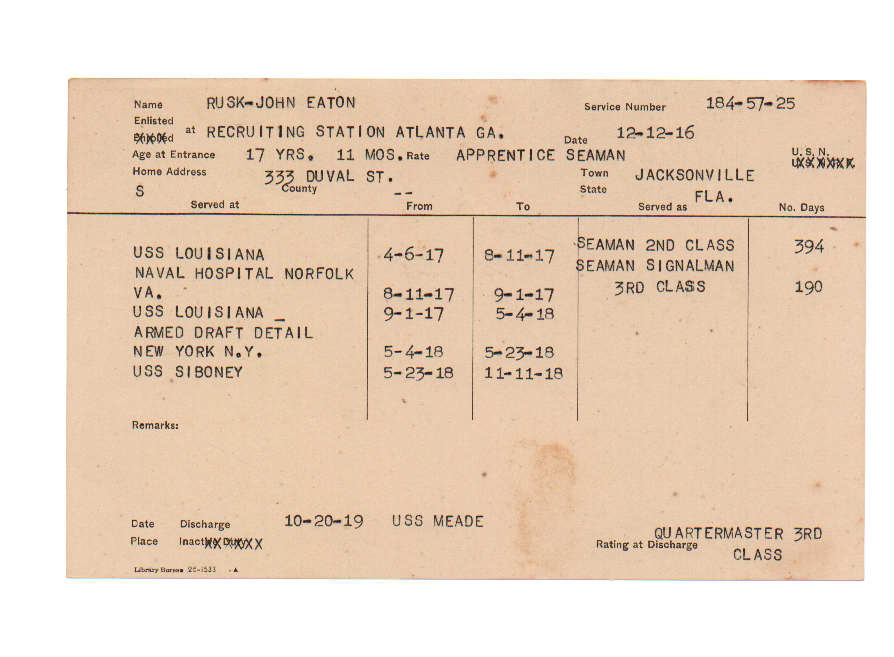 Name RUSK-JOHN EATON Service Number 184-57-25
Enlisted
at RECRUITING STATION ATLANTA GA. Date 12-12-16
Age at Entrance 17 YRS. 11 MOS. Rate APPRENTICE SEAMAN U.S.N.
Home Address 333 DUVAL ST. Town JACKSONVILLE
S County -- State FLA.
Served at From To Served as No. Days
USS LOUISIANA 4-6-17 8-11-17 SEAMAN 2ND CLASS 394
NAVAL HOSPITAL NORFOLK SEAMAN SIGNALMAN
VA. 8-11-17 9-1-17 3RD CLASS 190
USS LOUISIANA _ 9-1-17 5-4-18
ARMED DRAFT DETAIL
NEW YORK N.Y. 5-4-18 5-23-18
USS SIBONEY 5-23-18 11-11-18
Remarks:
Date Discharge 10-20-19 USS MEADE QUARTERMASTER 3RD
Place Inactive Duty XX Rating at Discharge CLASS
Library Bureau 26-1533 A